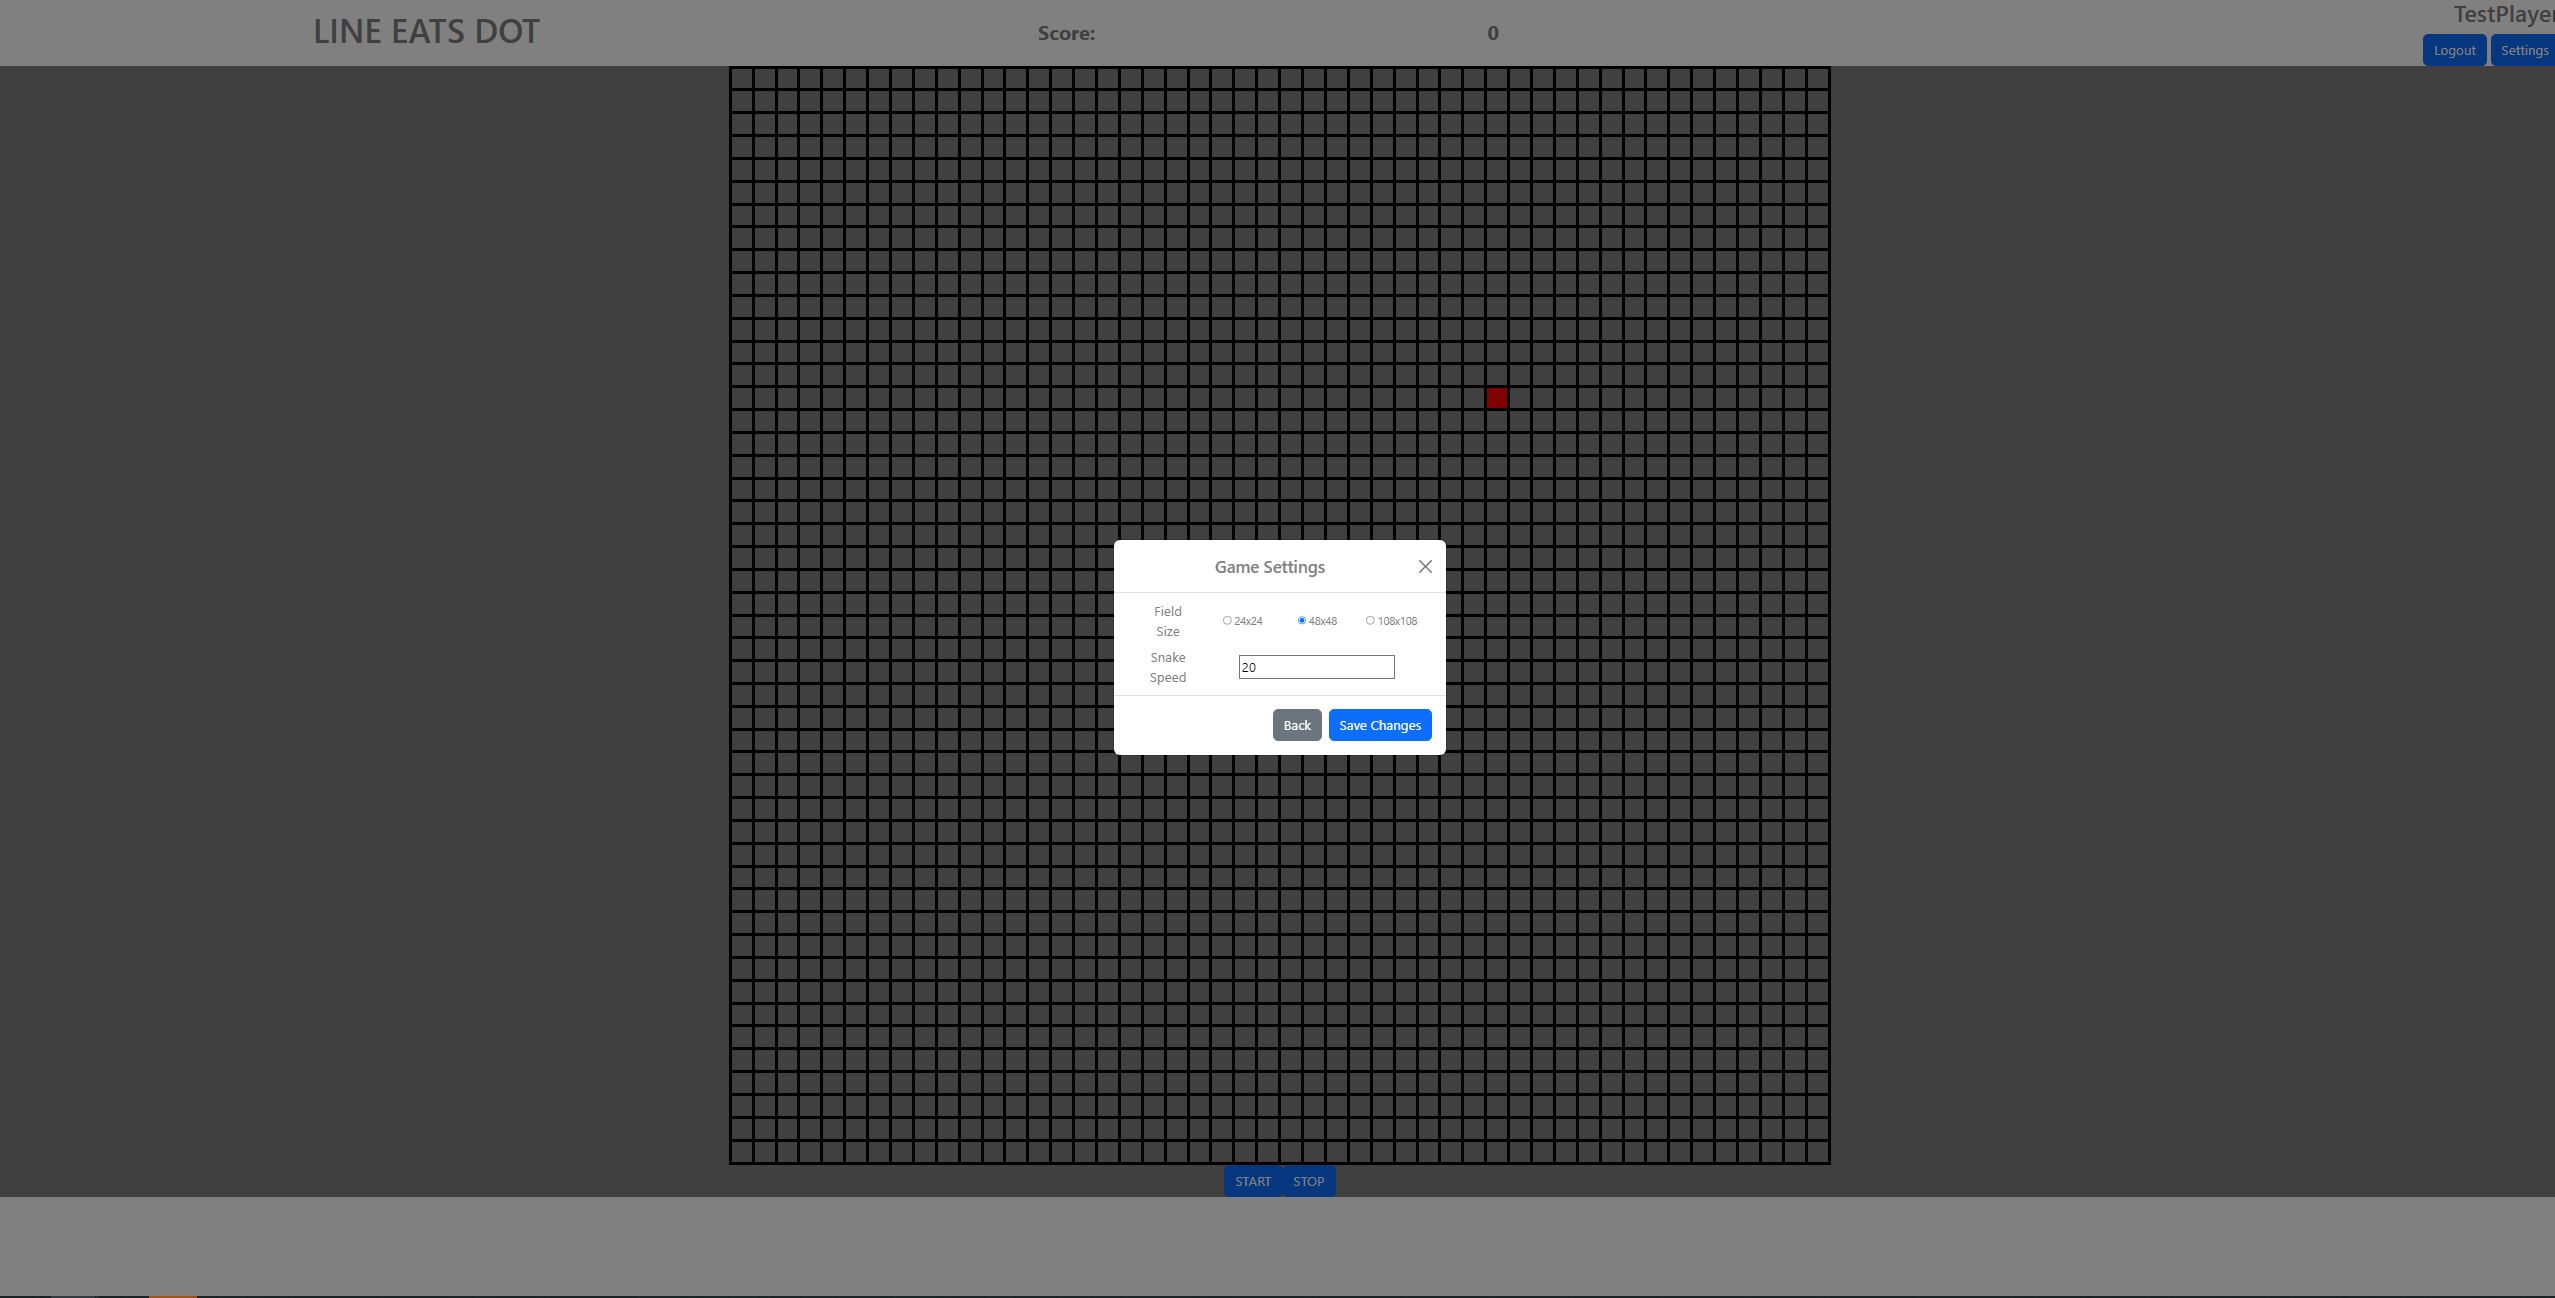 LINE EATS DOT
Score:
0
TestPlayer
Logout
Settings
Game Settings
Field
Size
24x24
48x48
108x108
Snake
Speed
20
Back
Save Changes
START
STOP